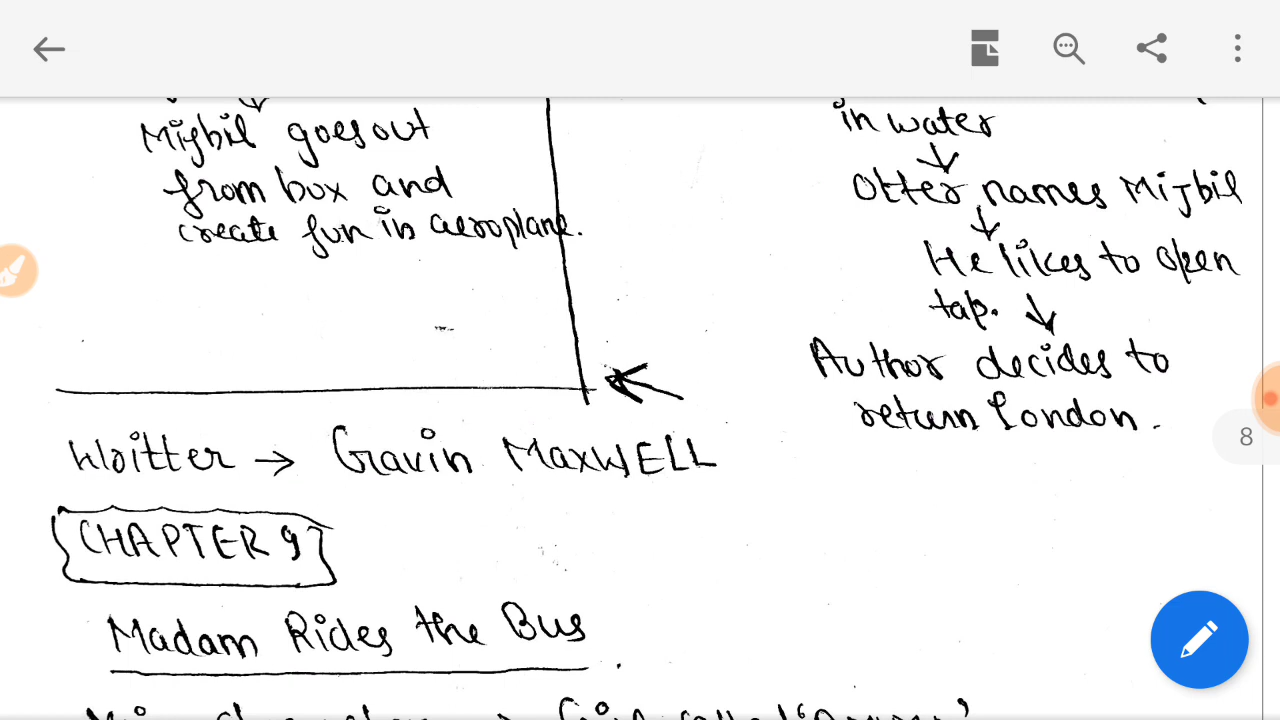 Mijbil goes out
from box and
create fun in aeroplane.
in water
Otter names Mijbil
He likes to open
tap.
Author decides to
return London.
Writter → Gavin MAXWELL
CHAPTER 9
Madam Rides the Bus
8